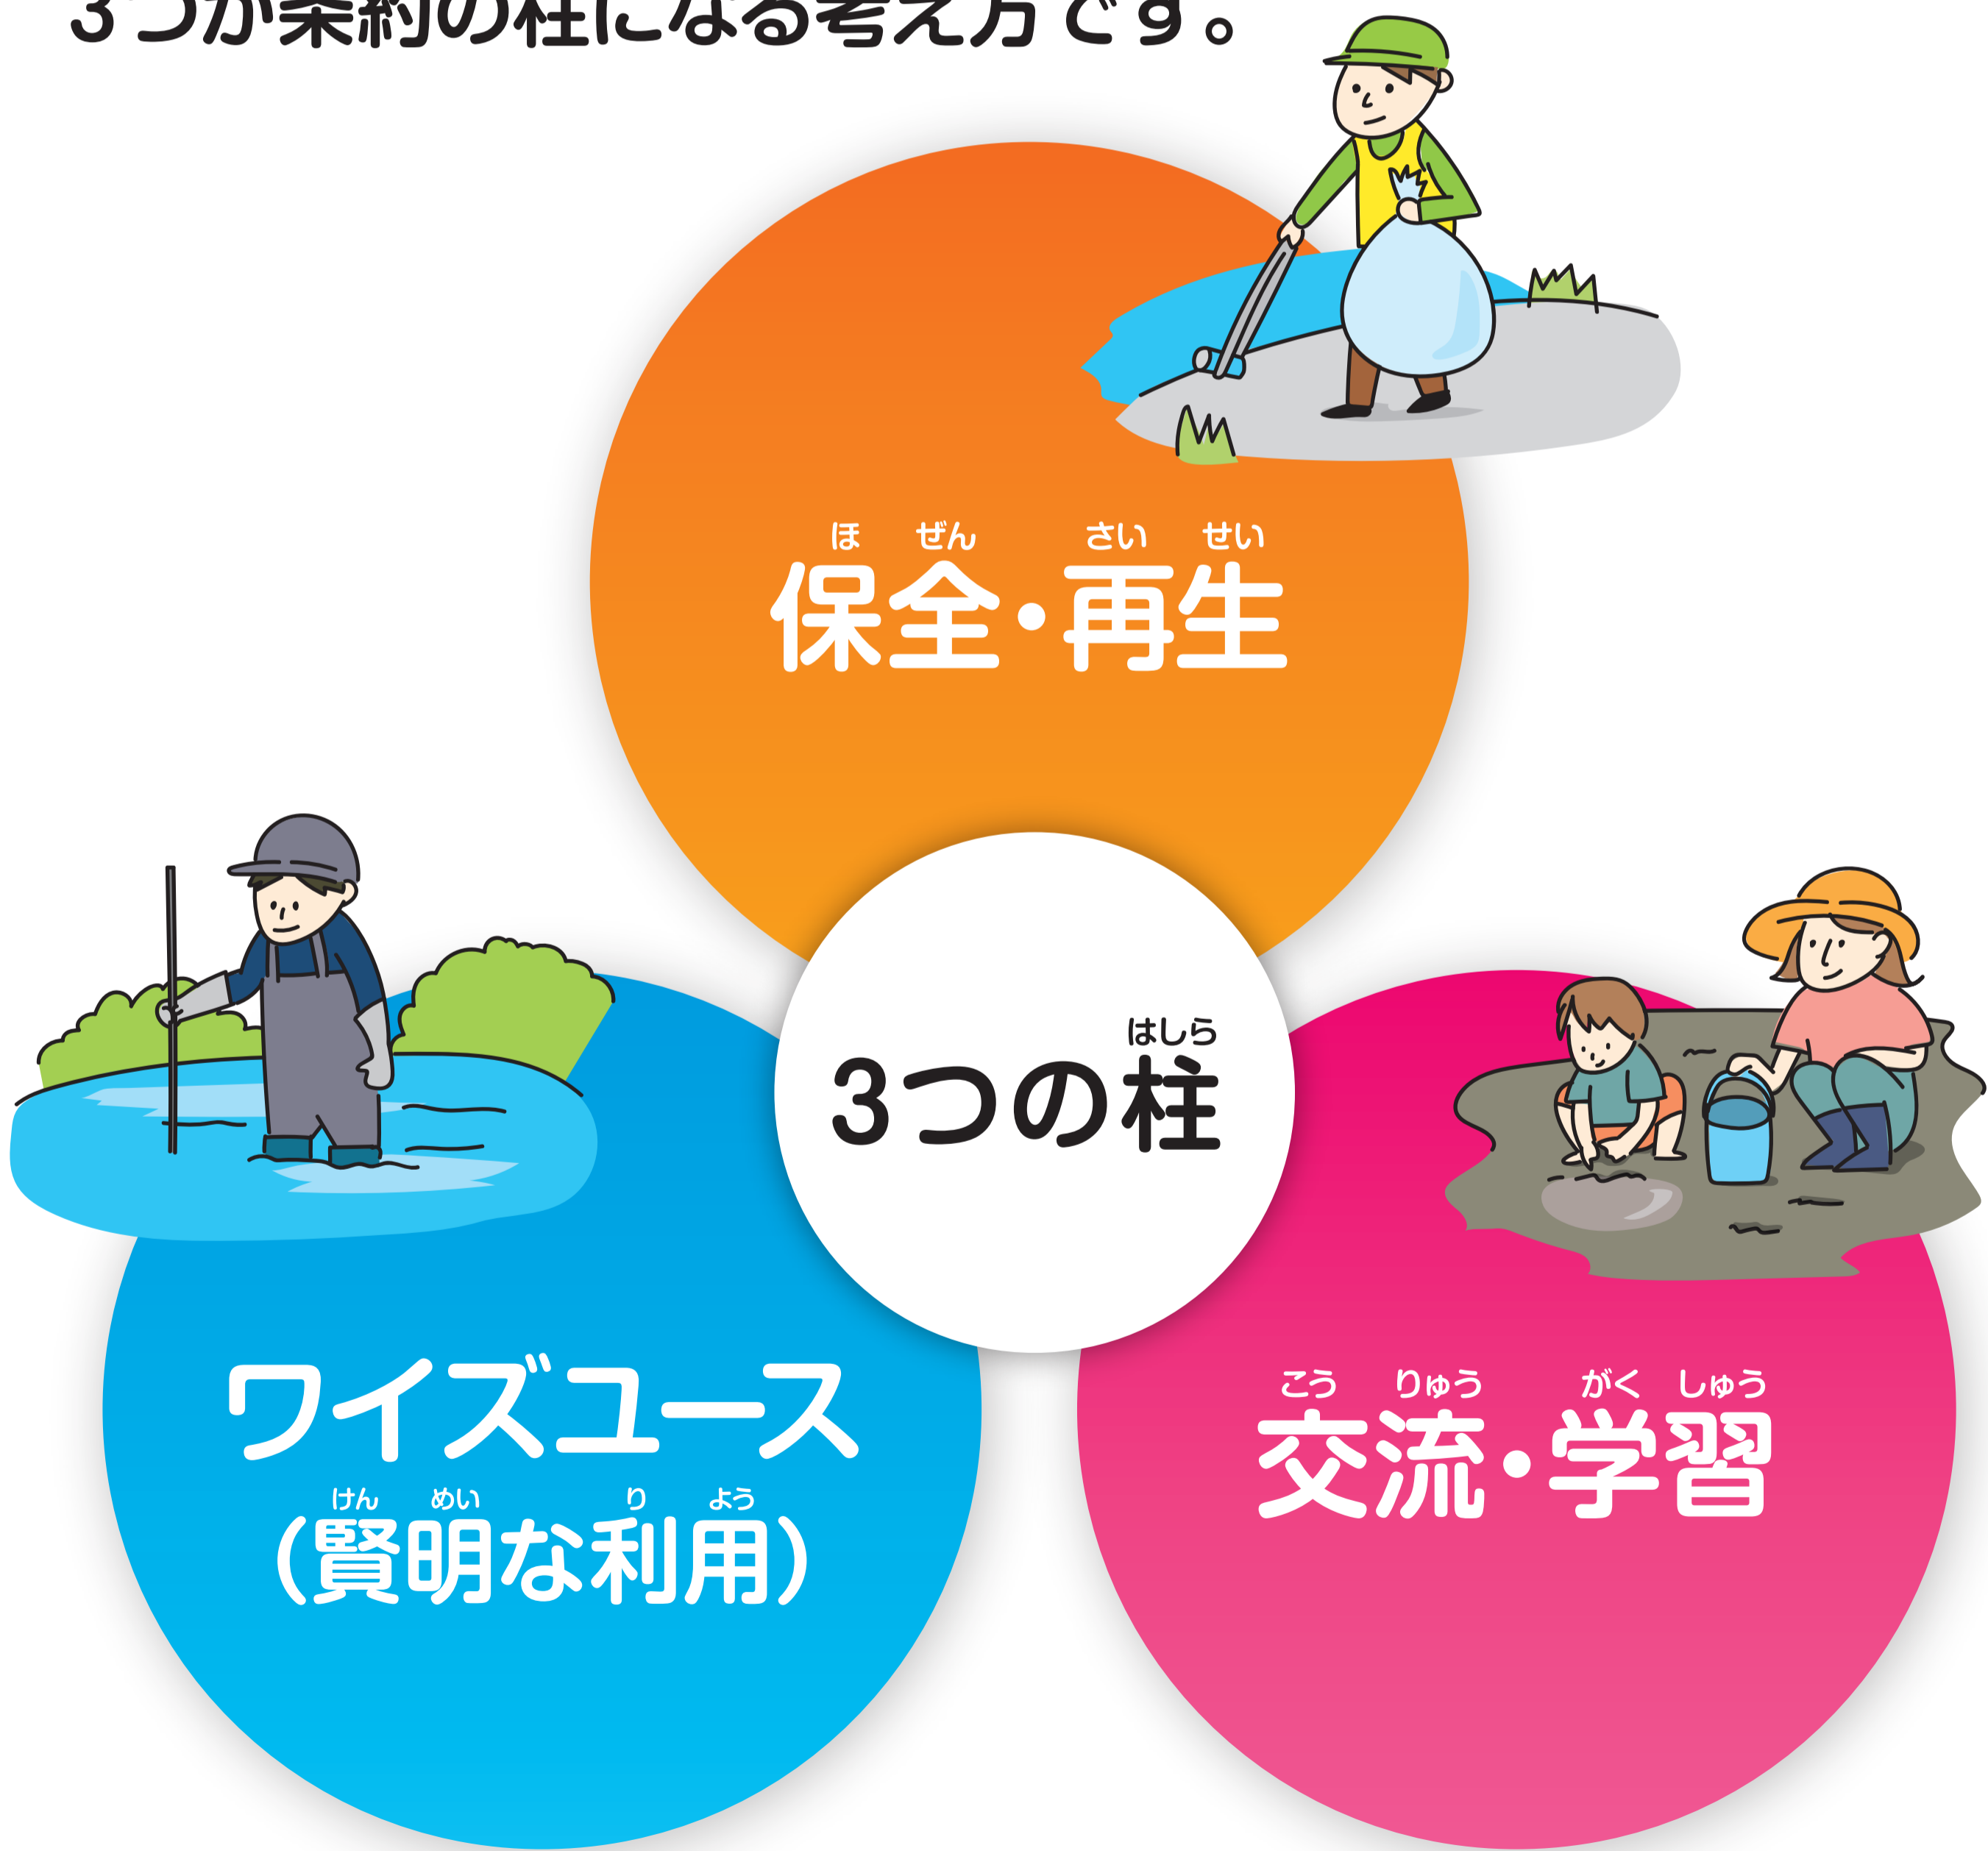 3つが条約の柱になる考え方です。
ほ ぜん さい せい
保全・再生
はしら
3つの柱
ワイズユース
けん めい り よう
(賢明な利用)
こう りゅう がく しゅう
交流・学習